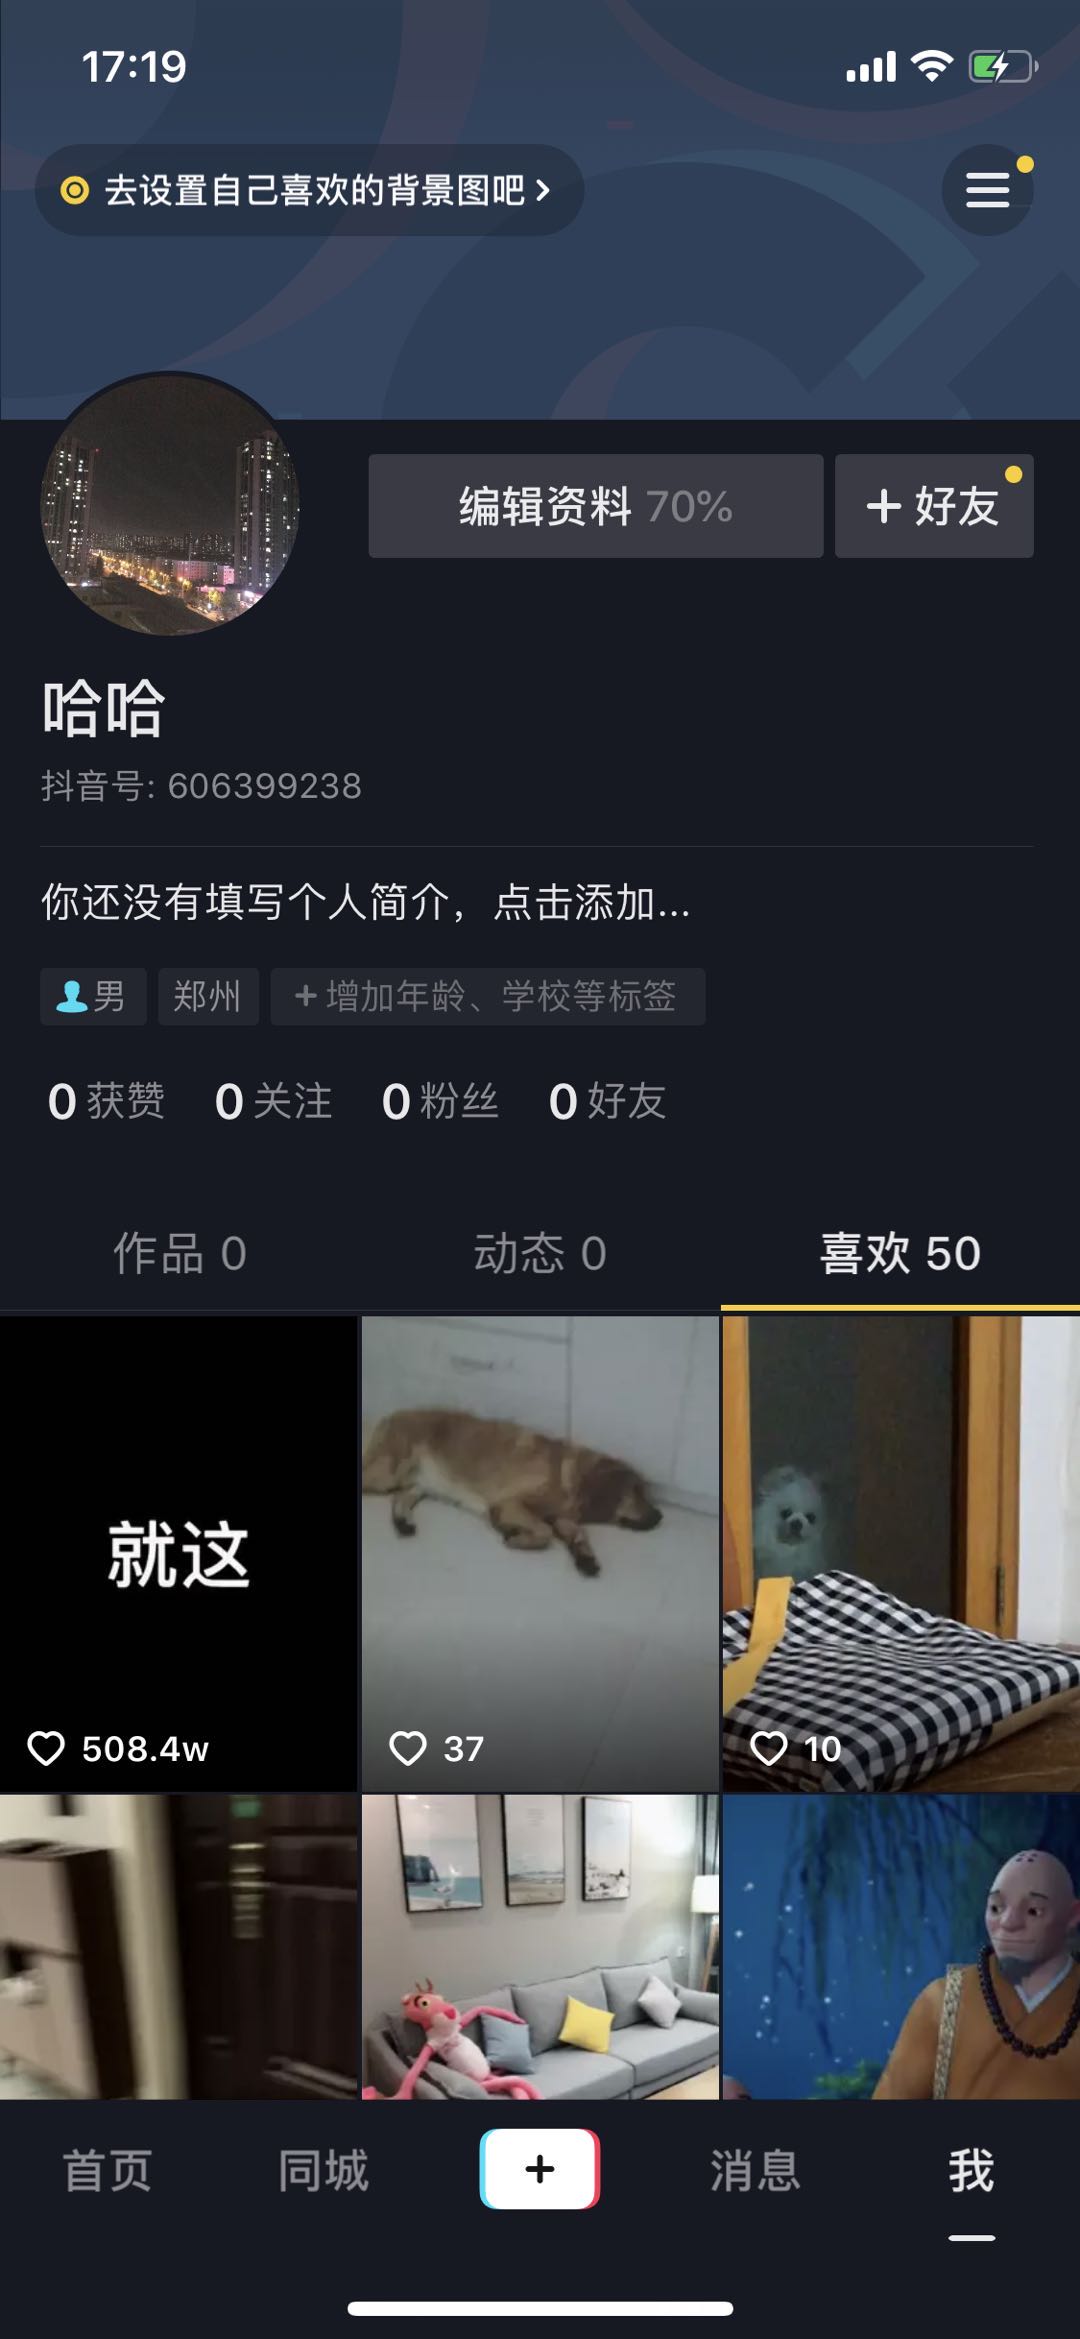 17:19
去设置自己喜欢的背景图吧
编辑资料 70%
+ 好友
哈哈
抖音号: 606399238
你还没有填写个人简介，点击添加...
男 郑州 +增加年龄、学校等标签
0获赞 0关注 0粉丝 0好友
作品 0 动态 0 喜欢 50
就这
508.4w 37 10
首页 同城 + 消息 我